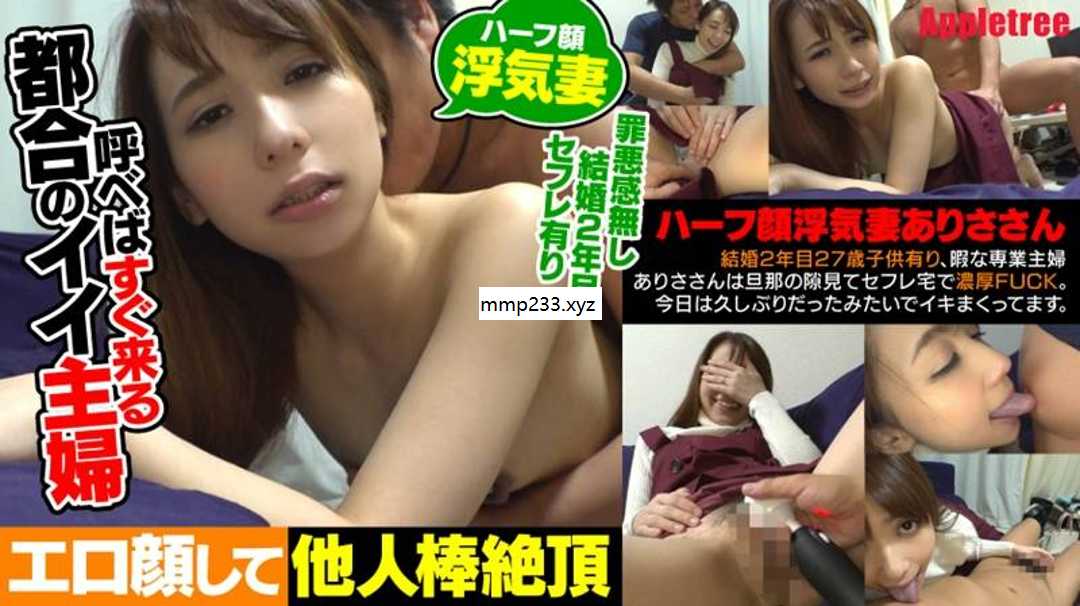 都合のイイ主婦
呼べばすぐ来る
ハーフ顔
浮気妻
罪悪感無し
結婚2年目
セフレ有り
Appletree
ハーフ顔浮気妻ありささん
結婚2年目27歳子供有り、暇な専業主婦
ありささんは旦那の隙見てセフレ宅で濃厚FUCK。
今日は久しぶりだったみたいでイキまくってます。
mmp233.xyz
エロ顔して
他人棒絶頂